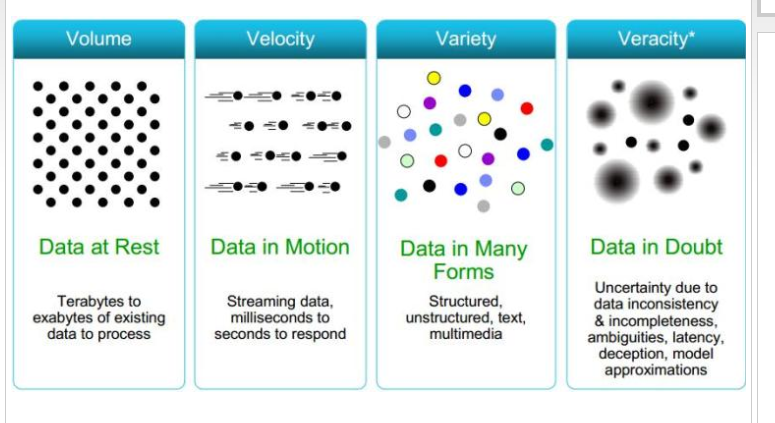 Volume
Data at Rest
Terabytes to
exabytes of existing
data to process
Velocity
Data in Motion
Streaming data,
milliseconds to
seconds to respond
Variety
Data in Many
Forms
Structured,
unstructured, text,
multimedia
Veracity*
Data in Doubt
Uncertainty due to
data inconsistency
& incompleteness,
ambiguities, latency,
deception, model
approximations